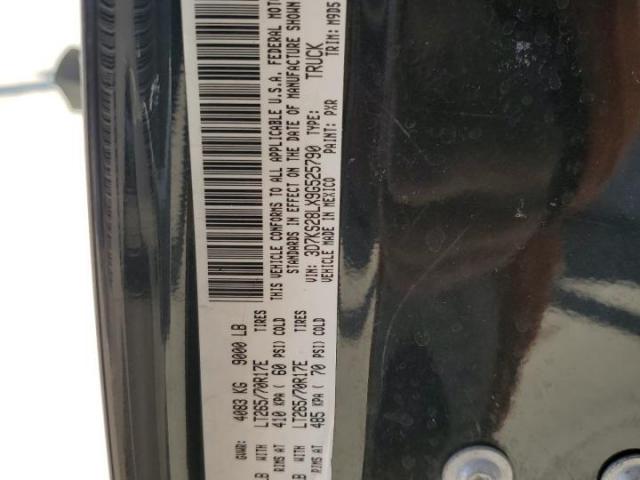 GVWR: 4083 KG 9000 LB
LB WITH LT265/70R17E TIRES
RIMS AT 410 KPA ( 60 PSI) COLD
LB WITH LT265/70R17E TIRES
RIMS AT 485 KPA ( 70 PSI) COLD
THIS VEHICLE CONFORMS TO ALL APPLICABLE U.S.A. FEDERAL MOT
STANDARDS IN EFFECT ON THE DATE OF MANUFACTURE SHOWN
VIN: 3D7KS28LX9G525790 TYPE: TRUCK
VEHICLE MADE IN MEXICO PAINT: PXR TRIM: M9D5